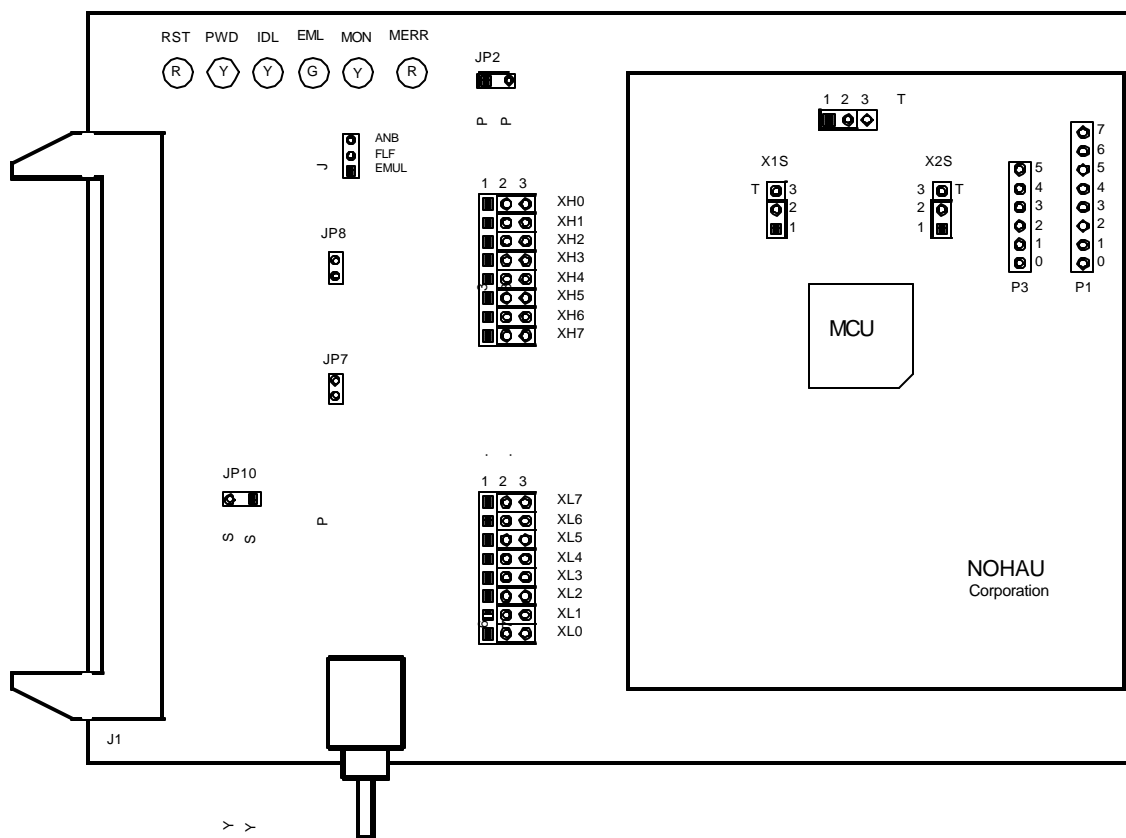 RST PWD IDL EML MON MERR
R Y Y G Y R
JP2
P P
ANB
FLF
EMUL
J
1 2 3
XH0
XH1
XH2
XH3
XH4
XH5
XH6
XH7
3
JP8
JP7
JP10
S S
P
1 2 3
XL7
XL6
XL5
XL4
XL3
XL2
XL1
XL0
J1
Y Y
1 2 3 T
X1S
T 3
2
1
X2S
3 T
2
1
5
4
3
2
1
0
P3
7
6
5
4
3
2
1
0
P1
MCU
NOHAU
Corporation